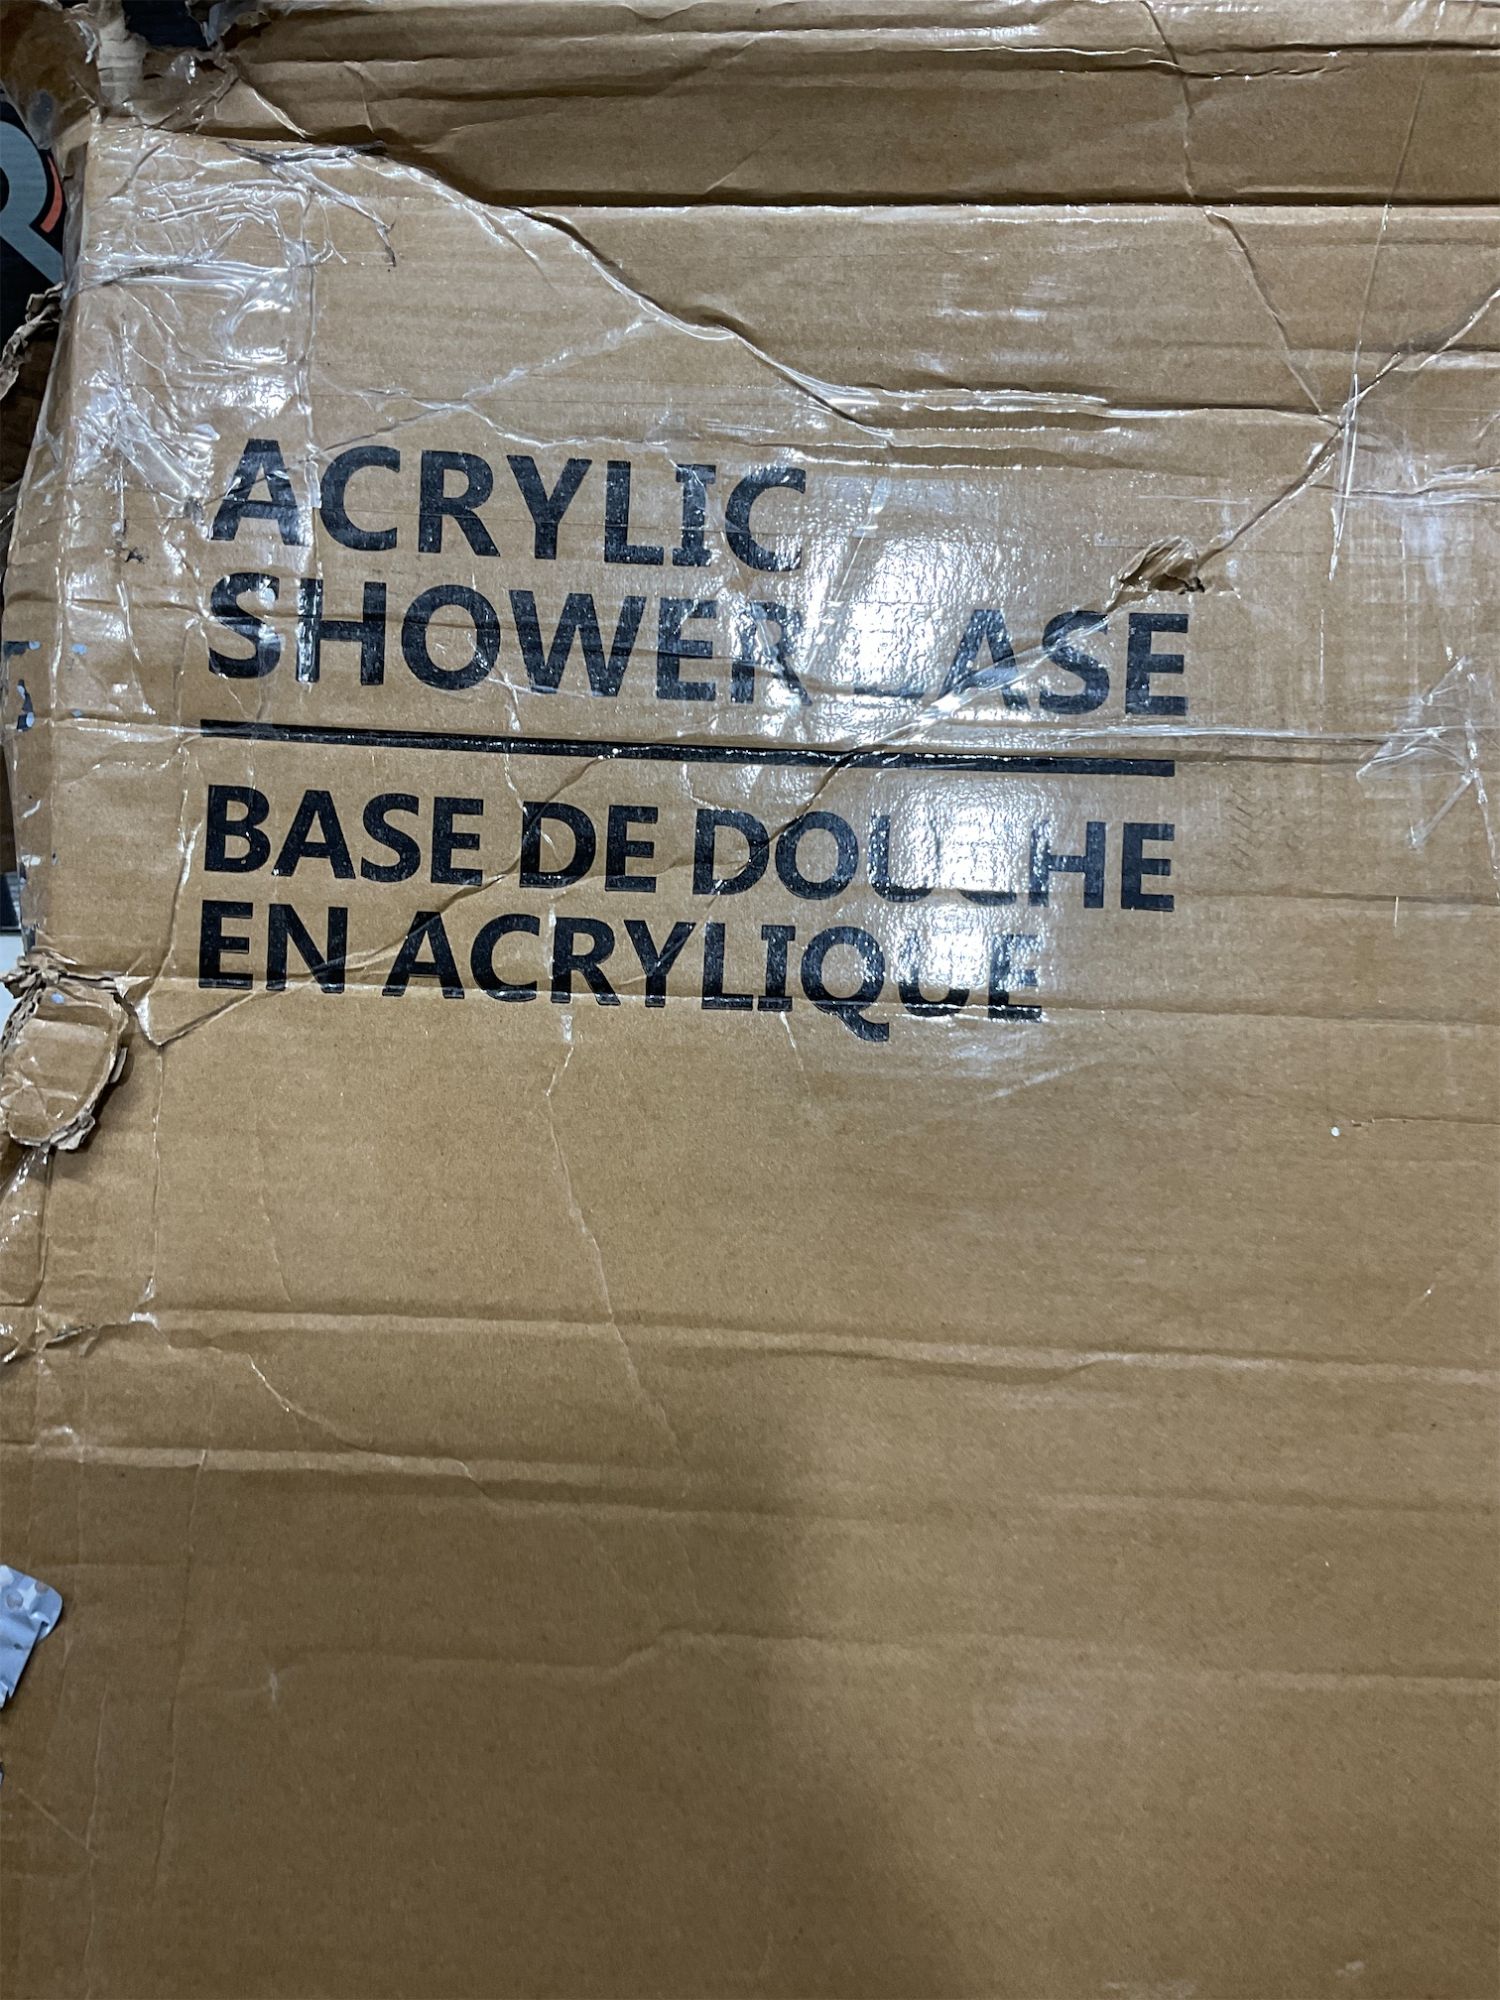 ACRYLIC
SHOWER BASE
BASE DE DOUCHE
EN ACRYLIQUE